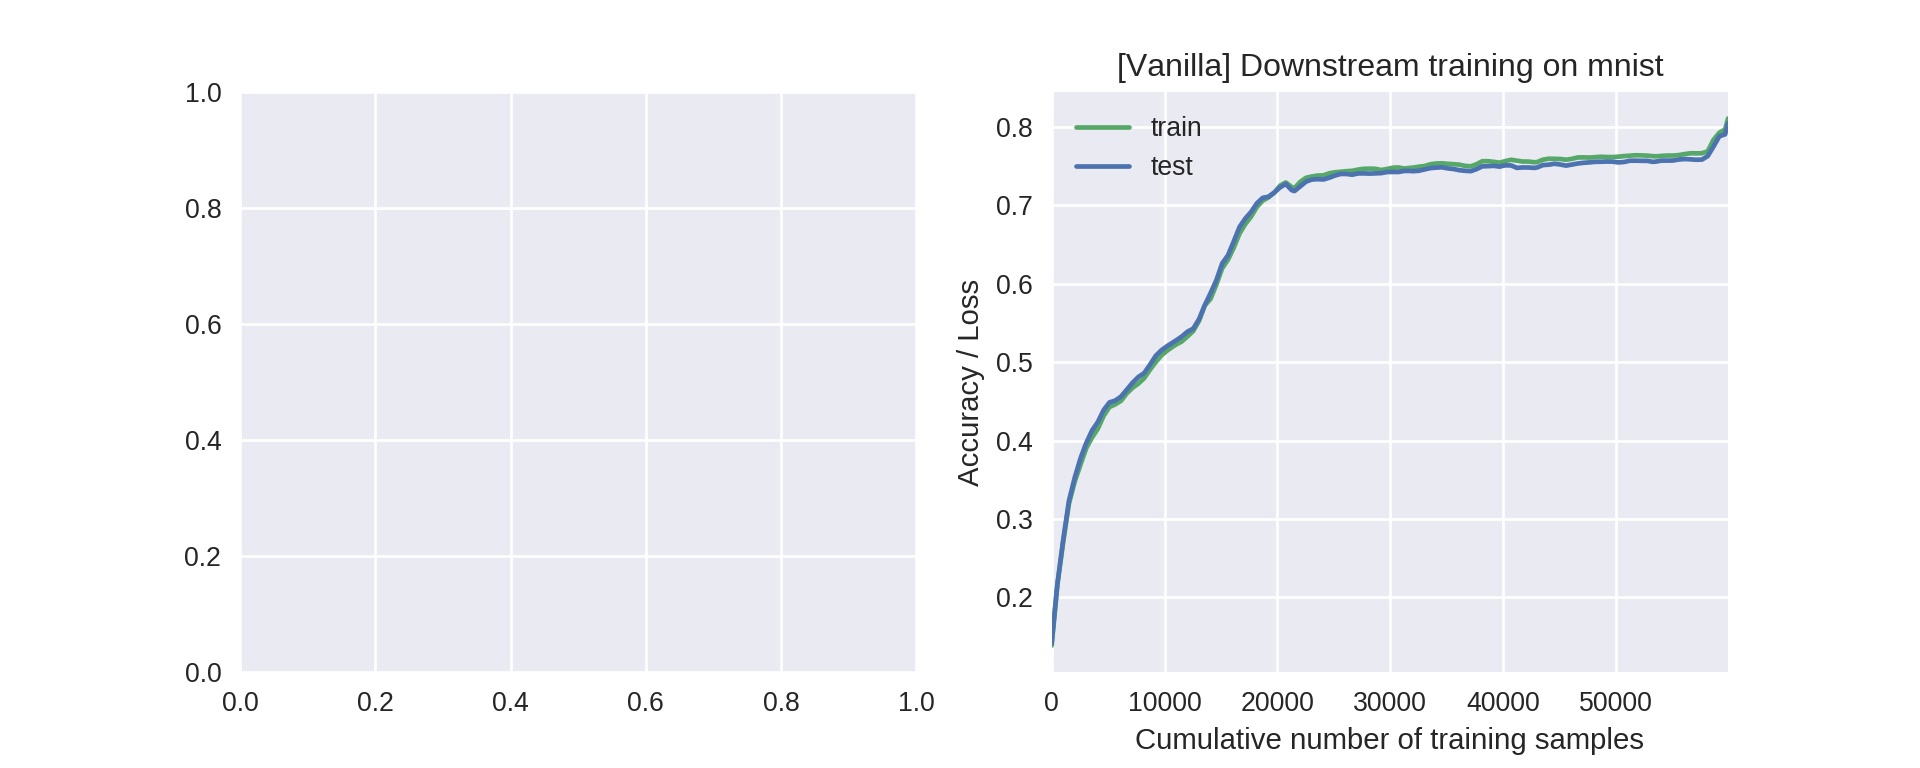 1.0
0.8
0.6
0.4
0.2
0.0
0.0 0.2 0.4 0.6 0.8 1.0
[Vanilla] Downstream training on mnist
train
test
Accuracy / Loss
0.8
0.7
0.6
0.5
0.4
0.3
0.2
0 10000 20000 30000 40000 50000
Cumulative number of training samples